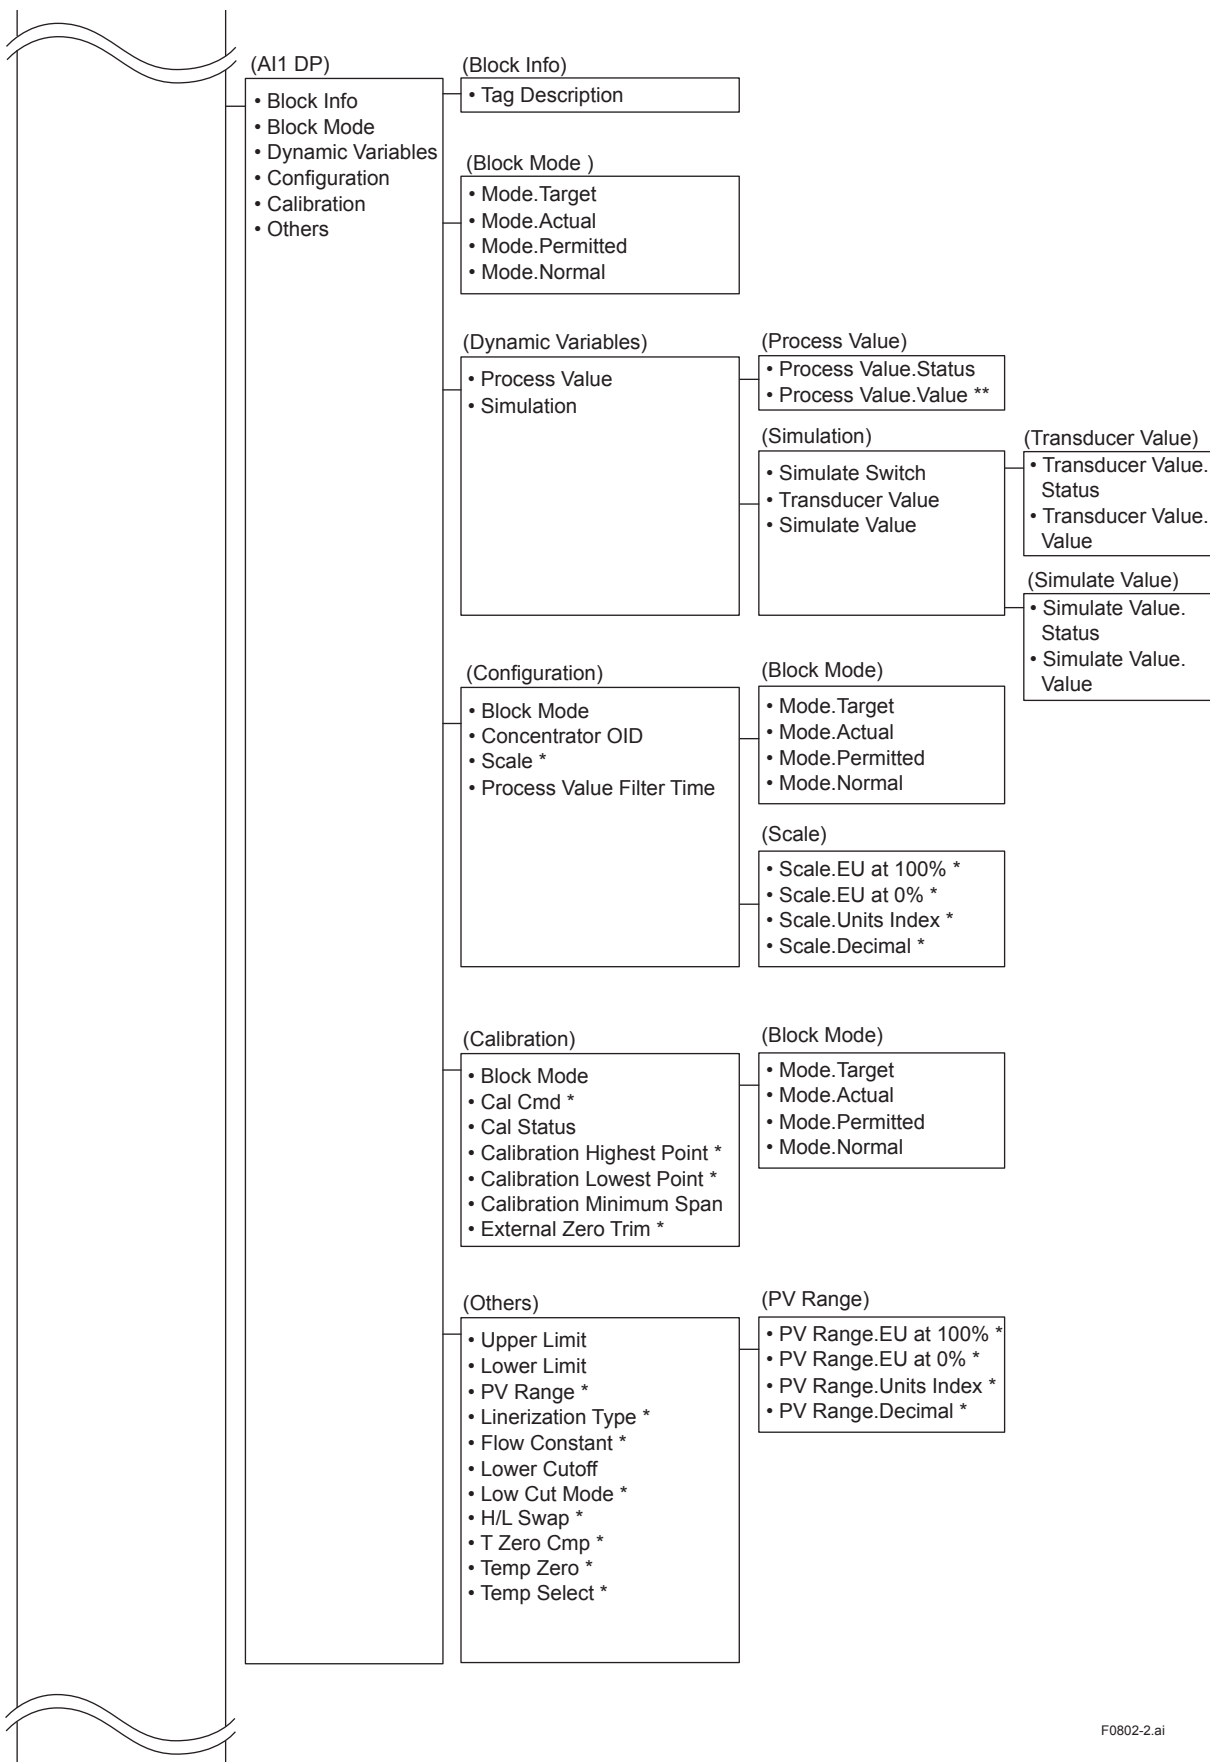 (AI1 DP)
• Block Info
• Block Mode
• Dynamic Variables
• Configuration
• Calibration
• Others
(Block Info)
• Tag Description
(Block Mode )
• Mode.Target
• Mode.Actual
• Mode.Permitted
• Mode.Normal
(Dynamic Variables)
• Process Value
• Simulation
(Process Value)
• Process Value.Status
• Process Value.Value **
(Simulation)
• Simulate Switch
• Transducer Value
• Simulate Value
(Transducer Value)
• Transducer Value.
Status
• Transducer Value.
Value
(Simulate Value)
• Simulate Value.
Status
• Simulate Value.
Value
(Configuration)
• Block Mode
• Concentrator OID
• Scale *
• Process Value Filter Time
(Block Mode)
• Mode.Target
• Mode.Actual
• Mode.Permitted
• Mode.Normal
(Scale)
• Scale.EU at 100% *
• Scale.EU at 0% *
• Scale.Units Index *
• Scale.Decimal *
(Calibration)
• Block Mode
• Cal Cmd *
• Cal Status
• Calibration Highest Point *
• Calibration Lowest Point *
• Calibration Minimum Span
• External Zero Trim *
(Block Mode)
• Mode.Target
• Mode.Actual
• Mode.Permitted
• Mode.Normal
(Others)
• Upper Limit
• Lower Limit
• PV Range *
• Linerization Type *
• Flow Constant *
• Lower Cutoff
• Low Cut Mode *
• H/L Swap *
• T Zero Cmp *
• Temp Zero *
• Temp Select *
(PV Range)
• PV Range.EU at 100% *
• PV Range.EU at 0% *
• PV Range.Units Index *
• PV Range.Decimal *
F0802-2.ai